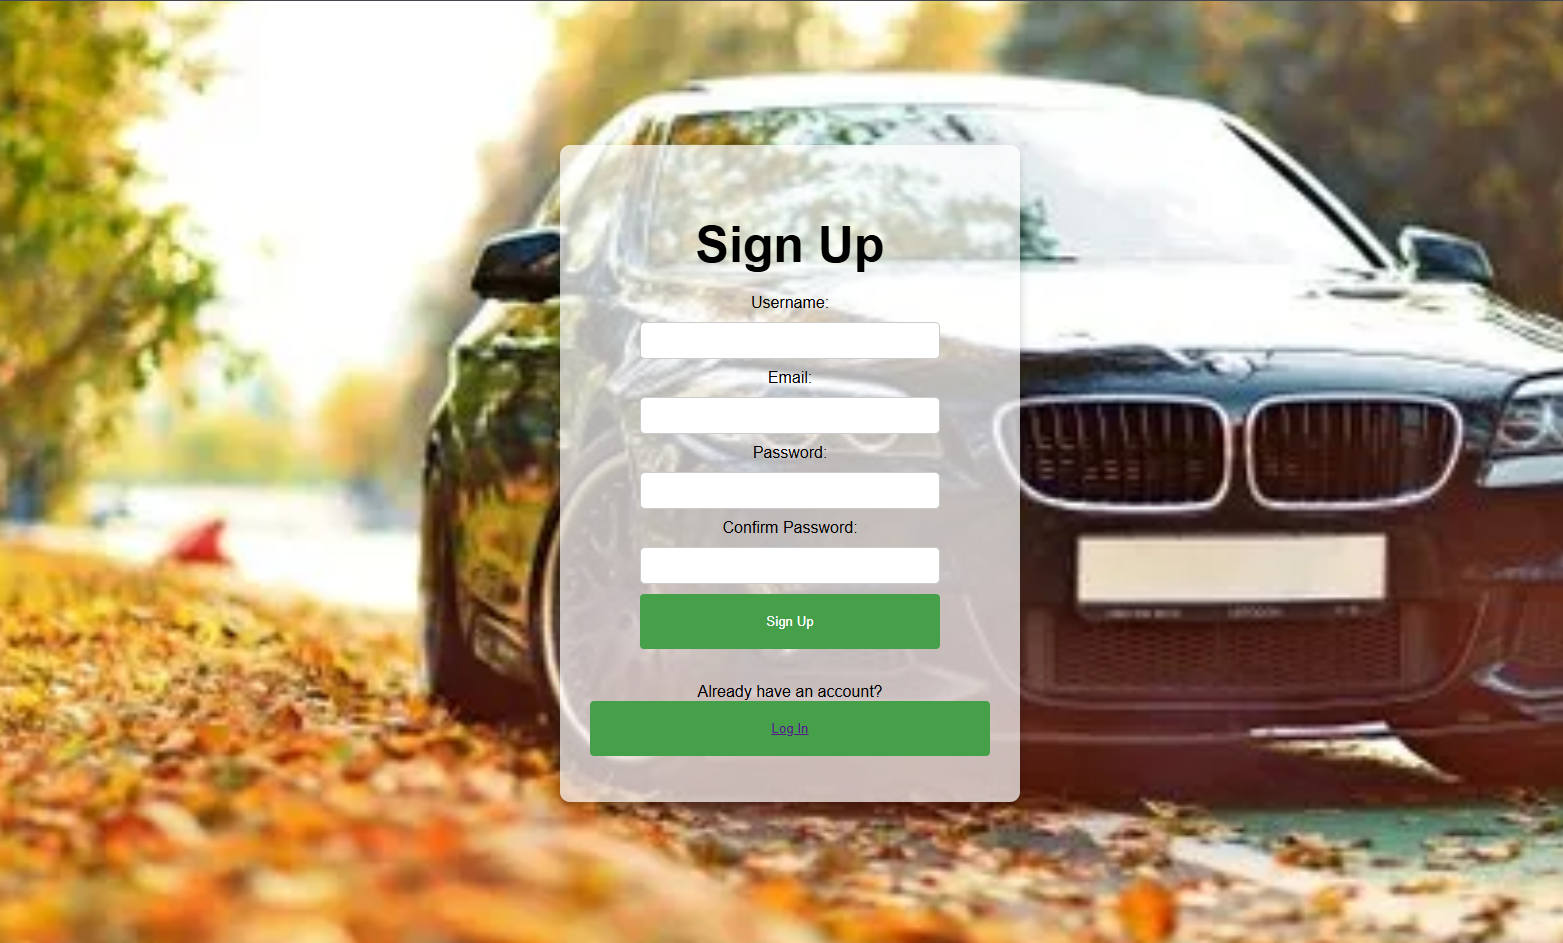 Sign Up
Username:
Email:
Password:
Confirm Password:
Sign Up
Already have an account?
Log In